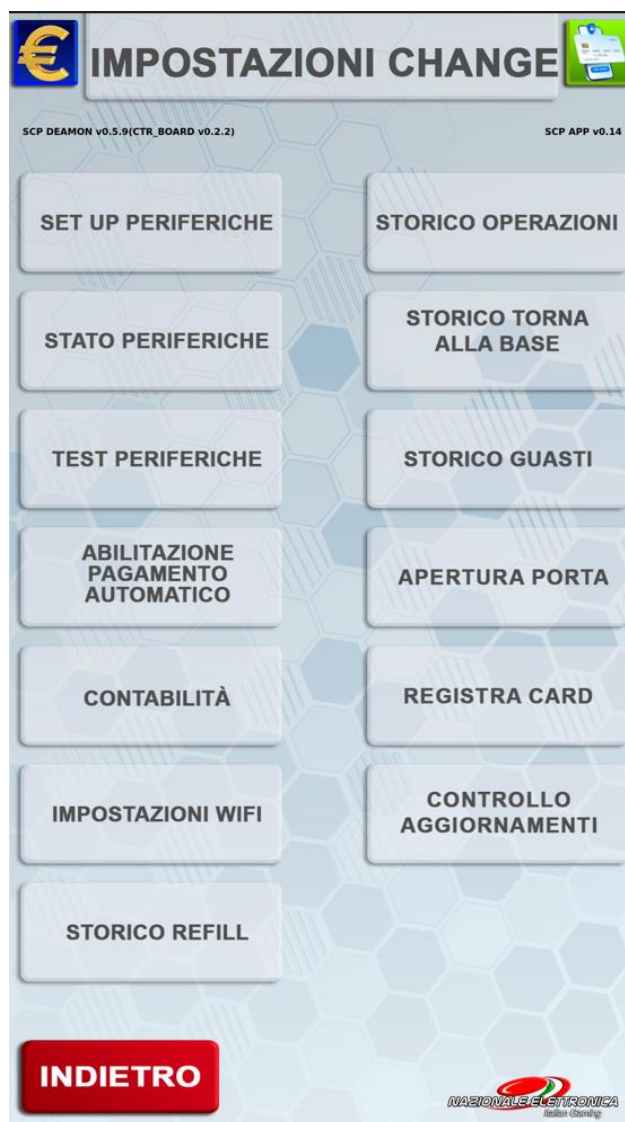 IMPOSTAZIONI CHANGE
SCP DEAMON v0.5.9(CTR_BOARD v0.2.2)
SCP APP v0.14
SET UP PERIFERICHE
STORICO OPERAZIONI
STATO PERIFERICHE
STORICO TORNA
ALLA BASE
TEST PERIFERICHE
STORICO GUASTI
ABILITAZIONE
PAGAMENTO
AUTOMATICO
APERTURA PORTA
CONTABILITÀ
REGISTRA CARD
IMPOSTAZIONI WIFI
CONTROLLO
AGGIORNAMENTI
STORICO REFILL
INDIETRO
NAZIONALE ELETTRONICA
Italian Gaming